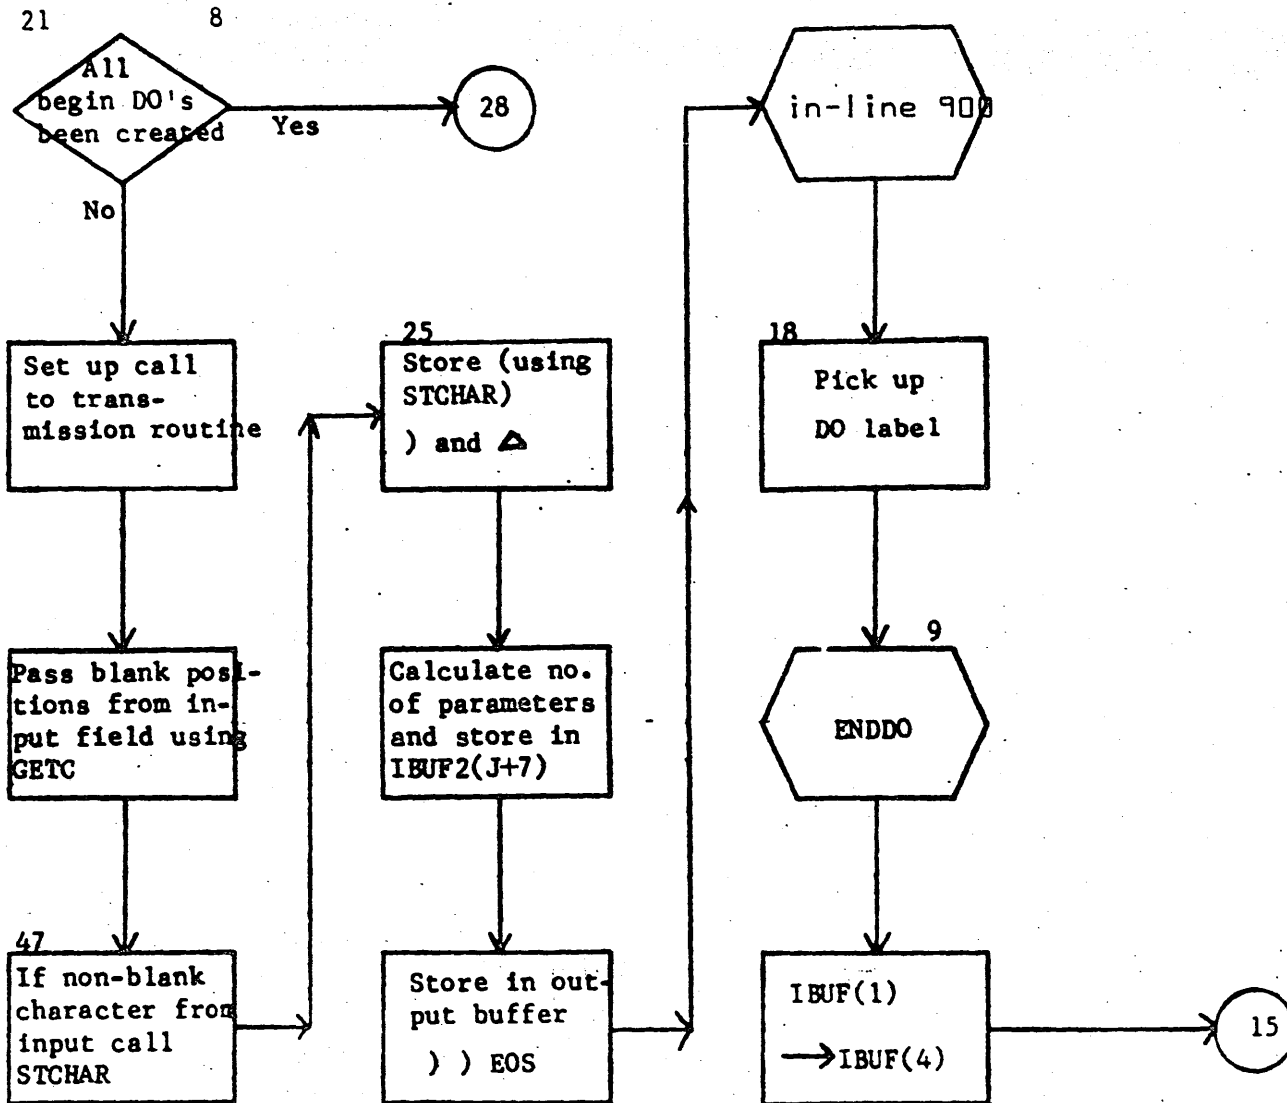 21
8
All
begin DO's
been created
Yes
28
No
Set up call
to trans-
mission routine
Pass blank posi-
tions from in-
put field using
GETC
47
If non-blank
character from
input call
STCHAR
25
Store (using
STCHAR)
) and △
Calculate no.
of parameters
and store in
IBUF2(J+7)
Store in out-
put buffer
) ) EOS
in-line 900
18
Pick up
DO label
9
ENDDO
IBUF(1)
→IBUF(4)
15